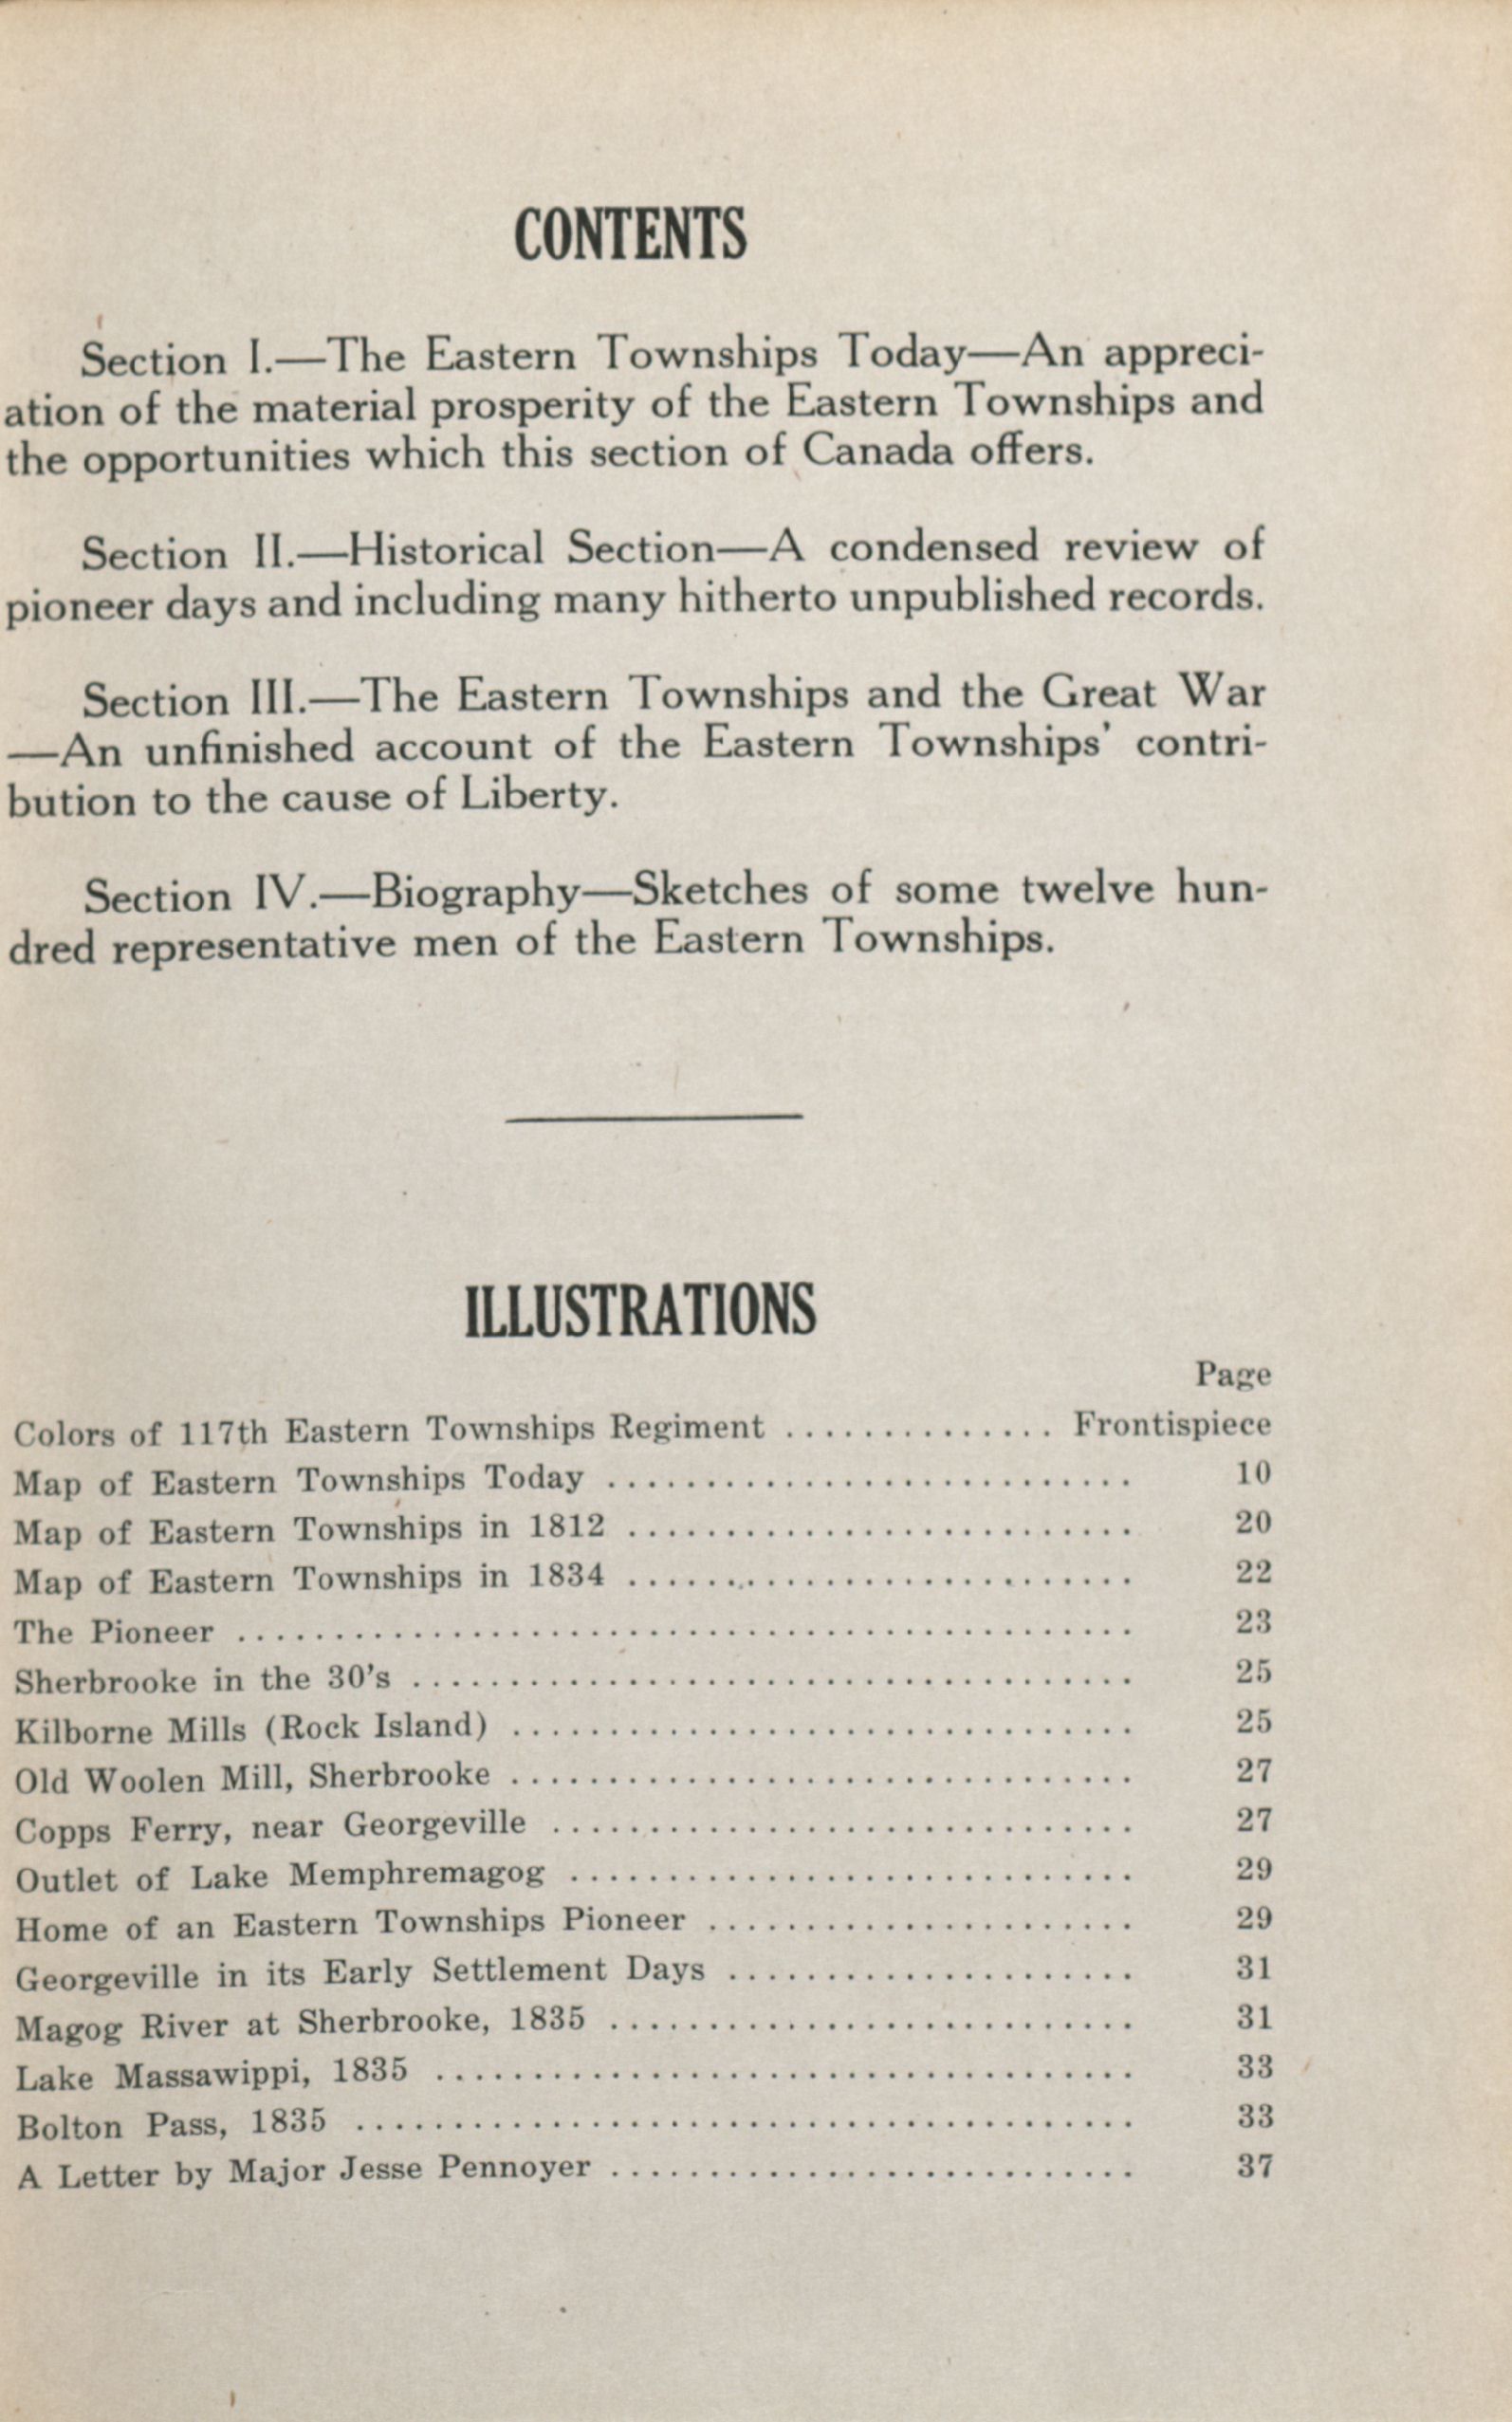 CONTENTS
Section I.—The Eastern Townships Today—An appreci-
ation of the material prosperity of the Eastern Townships and
the opportunities which this section of Canada offers.
Section II.—Historical Section—A condensed review of
pioneer days and including many hitherto unpublished records.
Section III.—The Eastern Townships and the Great War
—An unfinished account of the Eastern Townships' contri-
bution to the cause of Liberty.
Section IV.—Biography—Sketches of some twelve hun-
dred representative men of the Eastern Townships.
ILLUSTRATIONS
Page
Colors of 117th Eastern Townships Regiment .............. Frontispiece
Map of Eastern Townships Today ........................... 10
Map of Eastern Townships in 1812 .......................... 20
Map of Eastern Townships in 1834 .......................... 22
The Pioneer .............................................. 23
Sherbrooke in the 30's ..................................... 25
Kilborne Mills (Rock Island) ................................ 25
Old Woolen Mill, Sherbrooke ................................ 27
Copps Ferry, near Georgeville .............................. 27
Outlet of Lake Memphremagog ............................. 29
Home of an Eastern Townships Pioneer ...................... 29
Georgeville in its Early Settlement Days ..................... 31
Magog River at Sherbrooke, 1835 ........................... 31
Lake Massawippi, 1835 .................................... 33
Bolton Pass, 1835 ........................................ 33
A Letter by Major Jesse Pennoyer ........................... 37